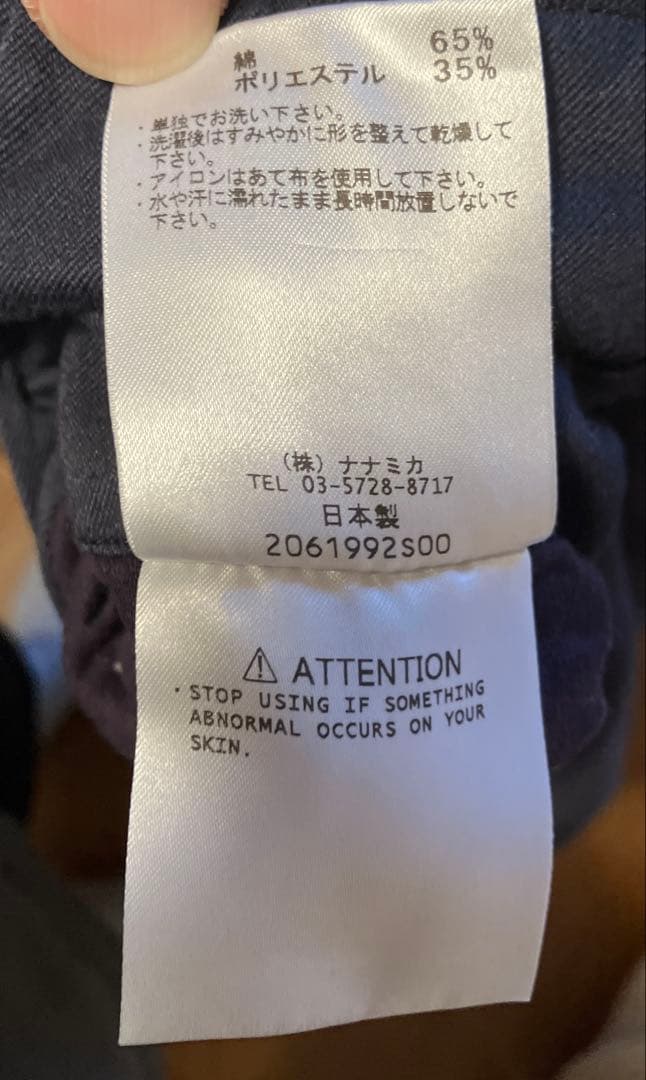 綿 65%
ポリエステル 35%
・単独でお洗い下さい。
・洗濯後はすみやかに形を整えて乾燥して
下さい。
・アイロンはあて布を使用して下さい。
・水や汗に濡れたまま長時間放置しないで
下さい。
(株) ナナミカ
TEL 03-5728-8717
日本製
2061992S00
⚠ ATTENTION
・STOP USING IF SOMETHING
ABNORMAL OCCURS ON YOUR
SKIN.